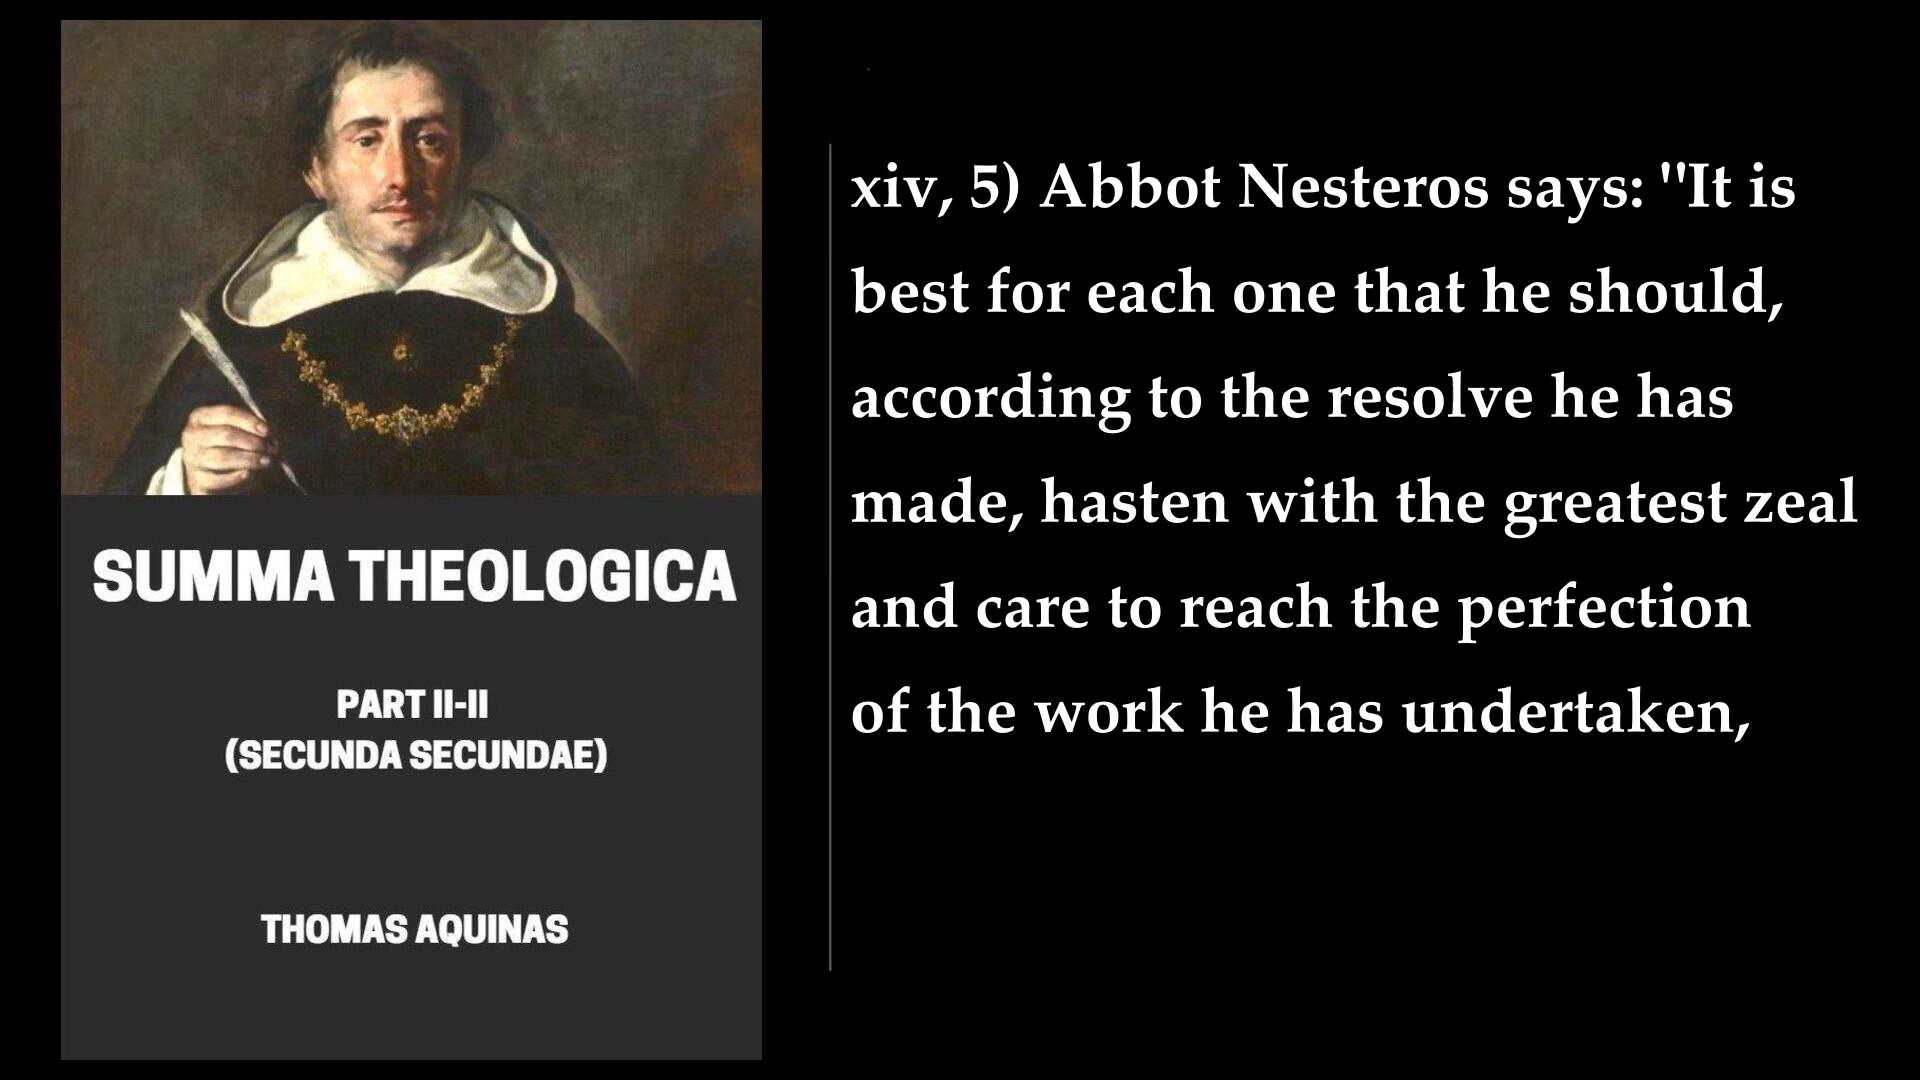 SUMMA THEOLOGICA
PART II-II
(SECUNDA SECUNDAE)
THOMAS AQUINAS
xiv, 5) Abbot Nesteros says: "It is
best for each one that he should,
according to the resolve he has
made, hasten with the greatest zeal
and care to reach the perfection
of the work he has undertaken,